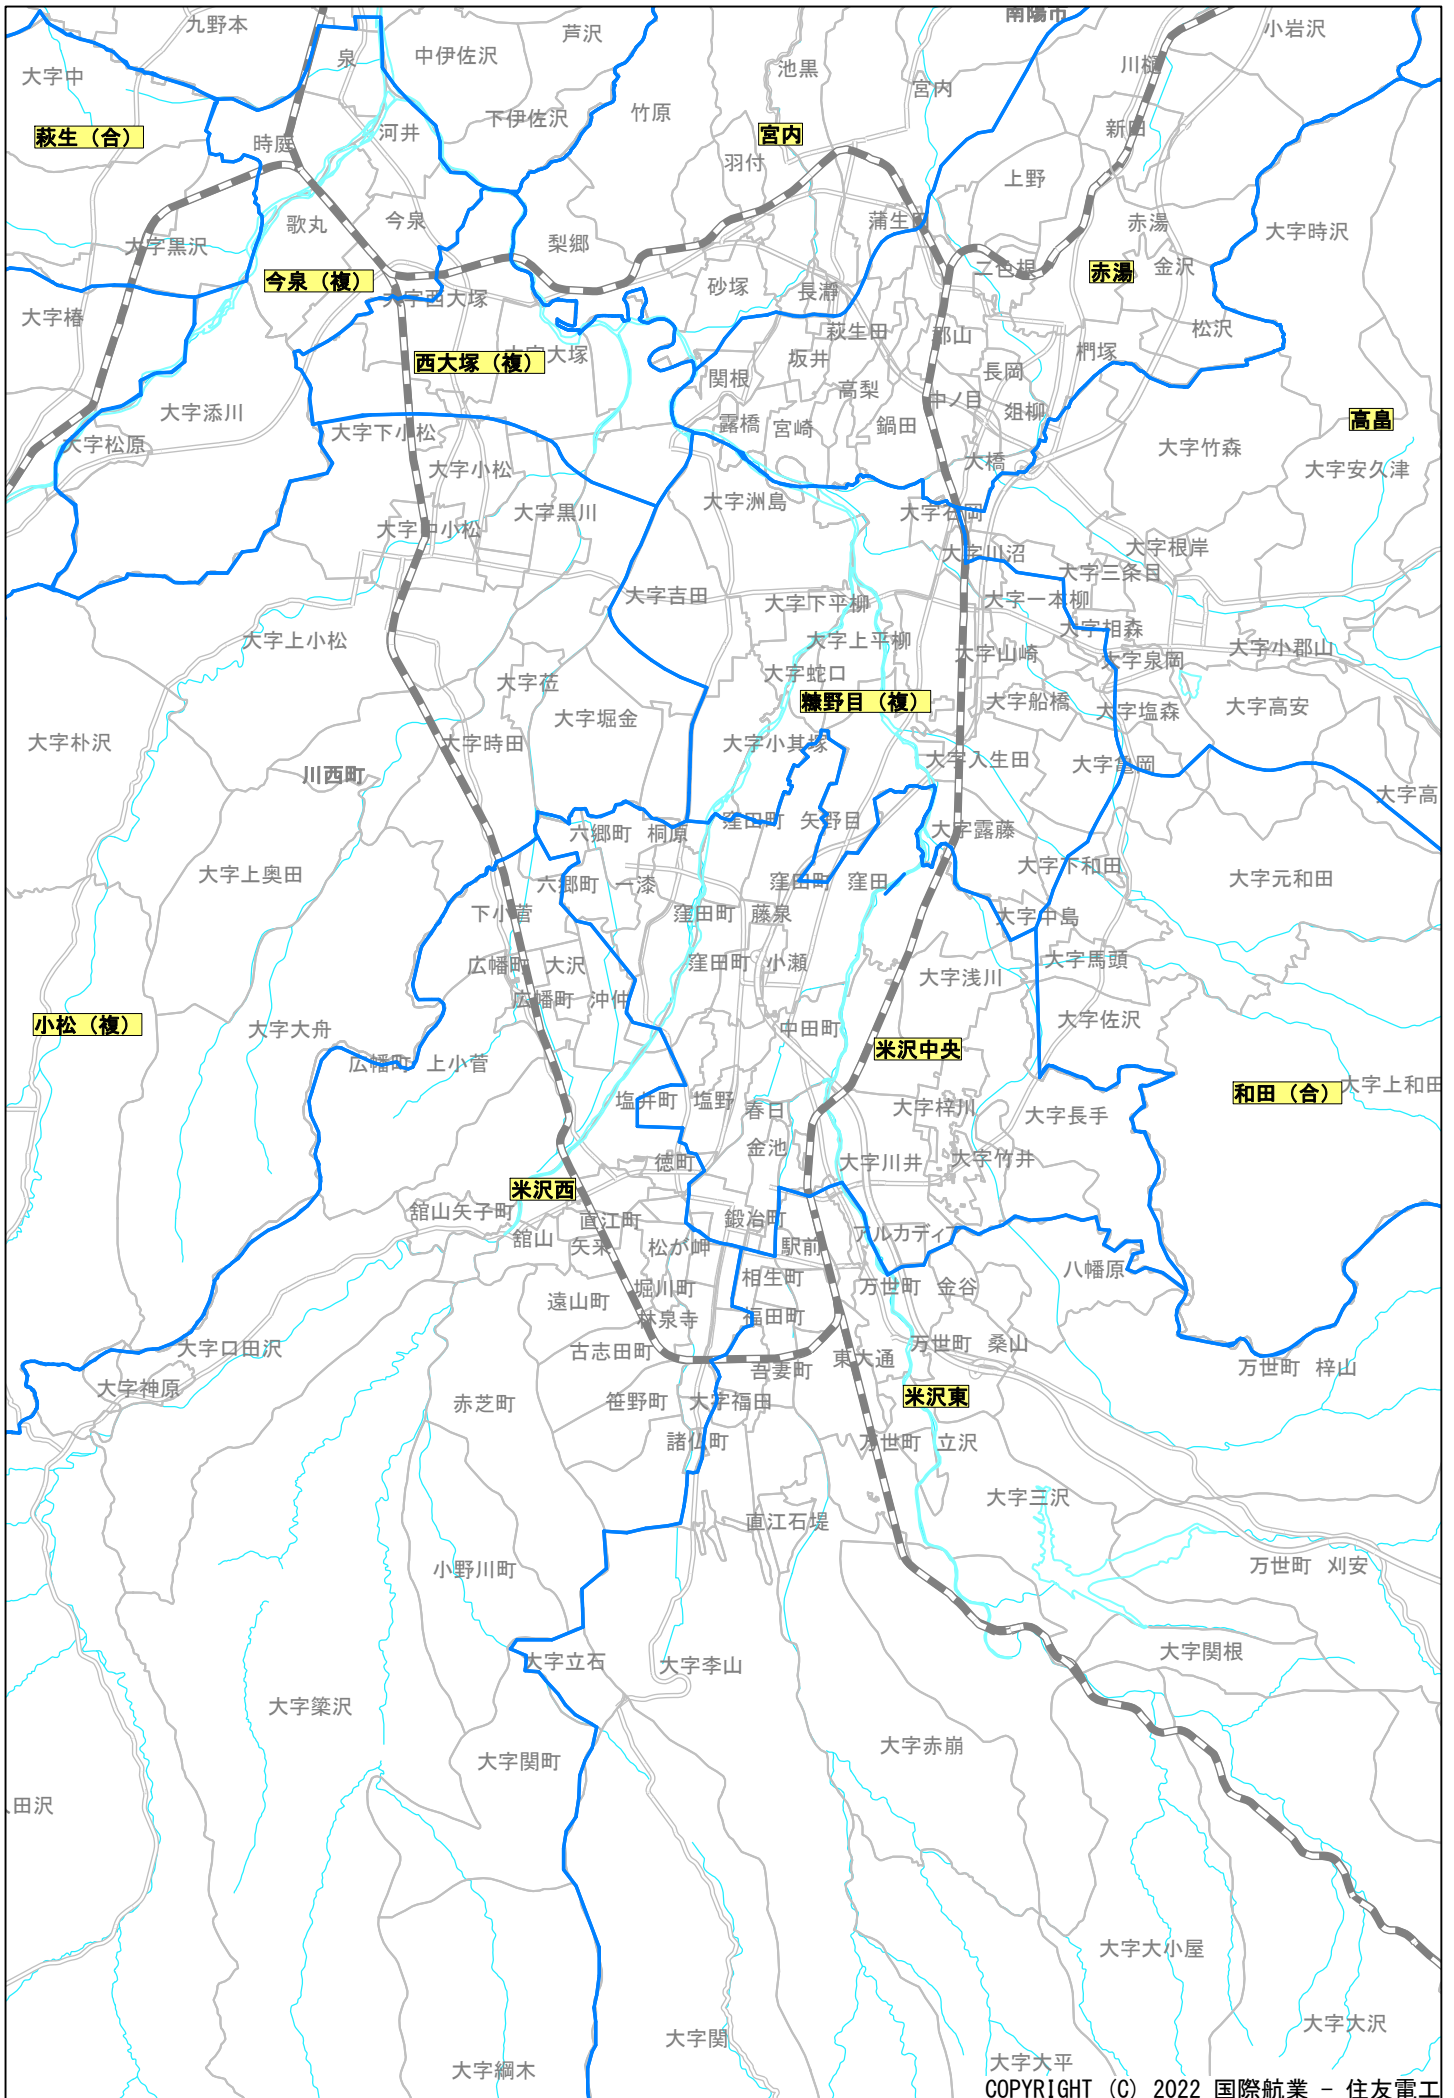 南陽市
九野本
小岩沢
芦沢
泉
中伊佐沢
川樋
池黒
大字中
宮内
竹原
下伊佐沢
新田
河井
萩生（合）
時庭
宮内
羽付
上野
歌丸
今泉
蒲生田
赤湯
大字時沢
梨郷
大字黒沢
二色根
金沢
赤湯
今泉（複）
砂塚
長瀞
大字西大塚
大字椿
萩生田
郡山
松沢
椚塚
西大塚（複）
大字大塚
坂井
関根
長岡
高梨
中ノ目
大字添川
俎柳
高畠
露橋
宮崎
鍋田
大字下小松
大字松原
大字竹森
大橋
大字小松
大字安久津
大字洲島
大字黒川
大字石岡
大字中小松
大字川沼
大字根岸
大字三条目
大字吉田
大字下平柳
大字一本柳
大字相森
大字上小松
大字上平柳
大字小郡山
大字山崎
大字泉岡
大字蛇口
大字莅
糠野目（複）
大字船橋
大字塩森
大字高安
大字堀金
大字朴沢
大字時田
大字小其塚
大字入生田
大字亀岡
川西町
大字高
窪田町 矢野目
六郷町 桐原
大字露藤
大字下和田
大字上奥田
六郷町 一漆
窪田町 窪田
大字元和田
下小菅
窪田町 藤泉
大字中島
広幡町 大沢
窪田町 小瀬
大字馬頭
大字浅川
広幡町 沖仲
大字佐沢
小松（複）
大字大舟
中田町
米沢中央
広幡町 上小菅
大字上和田
和田（合）
塩井町 塩野
春日
大字梓川
大字長手
金池
徳町
大字川井
大字竹井
米沢西
舘山矢子町
直江町
鍛冶町
アルカディア
舘山
矢来
松が岬
駅前
八幡原
相生町
堀川町
万世町 金谷
遠山町
林泉寺
福田町
万世町 桑山
大字口田沢
古志田町
東大通
吾妻町
万世町 梓山
大字神原
米沢東
赤芝町
笹野町
大字福田
諸仏町
万世町 立沢
大字三沢
直江石堤
小野川町
万世町 刈安
大字関根
大字立石
大字李山
大字簗沢
大字赤崩
大字関町
田沢
大字大小屋
大字大沢
大字関
大字大平
大字綱木
COPYRIGHT (C) 2022 国際航業 - 住友電工